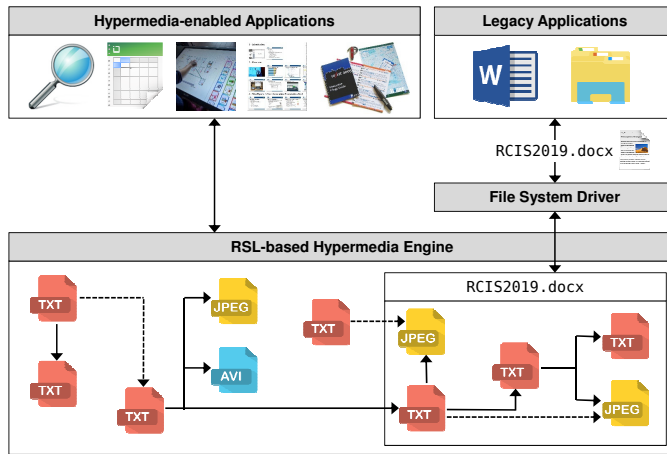 Hypermedia-enabled Applications
Legacy Applications
W
RCIS2019.docx
File System Driver
RSL-based Hypermedia Engine
RCIS2019.docx
TXT
JPEG
TXT
JPEG
TXT
TXT
TXT
AVI
TXT
TXT
JPEG